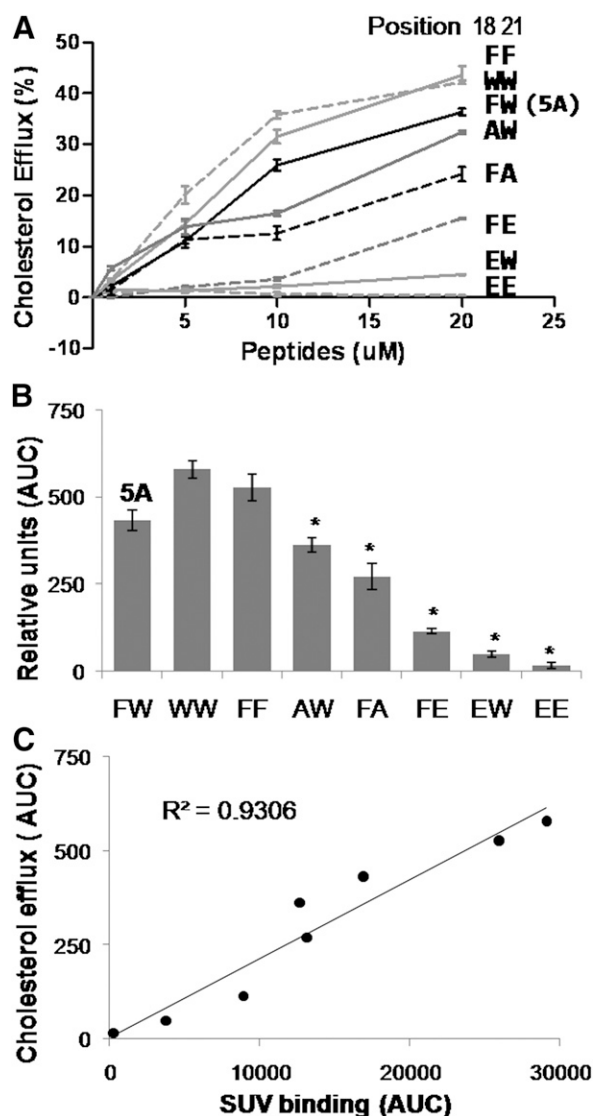 A
Position 18 21
50
40
30
20
10
0
-10
Cholesterol Efflux (%)
FF
WW
FW (5A)
AW
FA
FE
EW
EE
5 10 15 20 25
Peptides (uM)
B
750
500
250
0
Relative units (AUC)
5A
*
*
*
*
*
FW WW FF AW FA FE EW EE
C
750
500
250
0
Cholesterol efflux ( AUC)
R² = 0.9306
0 10000 20000 30000
SUV binding (AUC)